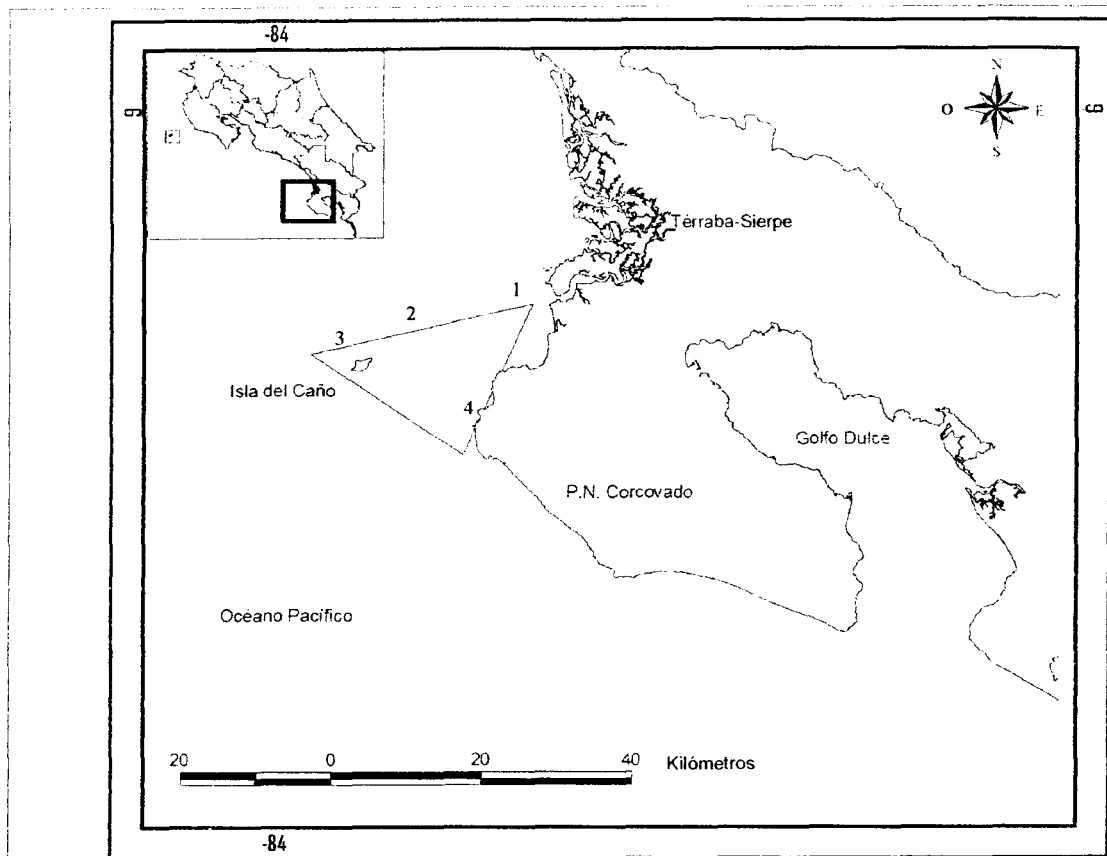 -84
N
O
E
S
9
9
Térraba-Sierpe
1
2
3
Isla del Caño
4
Golfo Dulce
P.N. Corcovado
Océano Pacífico
20
0
20
40
Kilómetros
-84